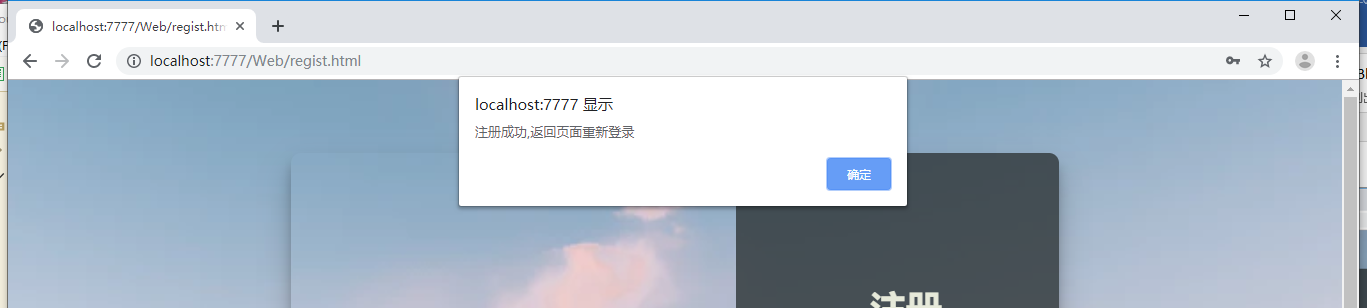 localhost:7777/Web/regist.htn
localhost:7777/Web/regist.html
localhost:7777 显示
注册成功,返回页面重新登录
确定
注册